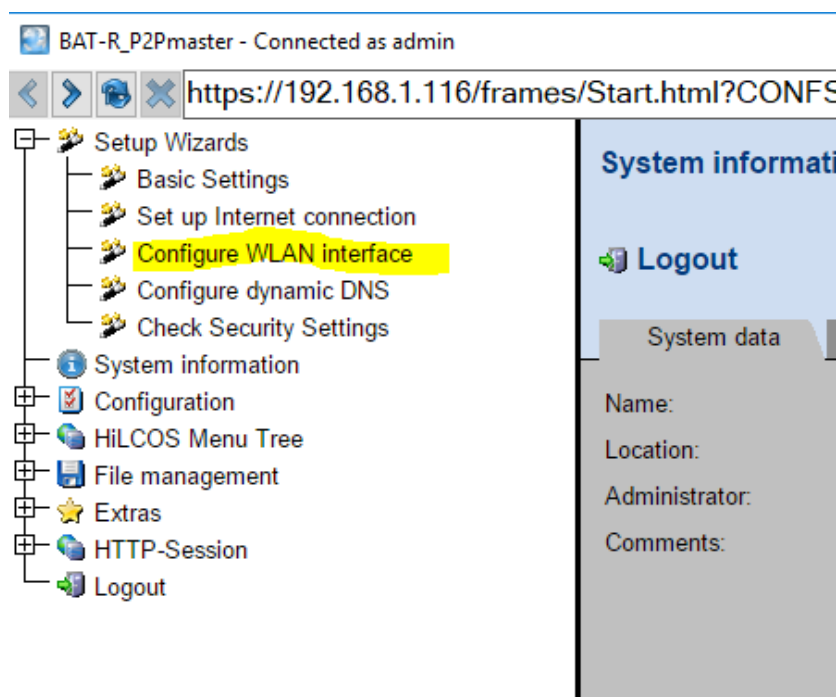 BAT-R_P2Pmaster - Connected as admin
https://192.168.1.116/frames/Start.html?CONFS
Setup Wizards
Basic Settings
Set up Internet connection
Configure WLAN interface
Configure dynamic DNS
Check Security Settings
System information
Configuration
HiLCOS Menu Tree
File management
Extras
HTTP-Session
Logout
System informati
Logout
System data
Name:
Location:
Administrator:
Comments: